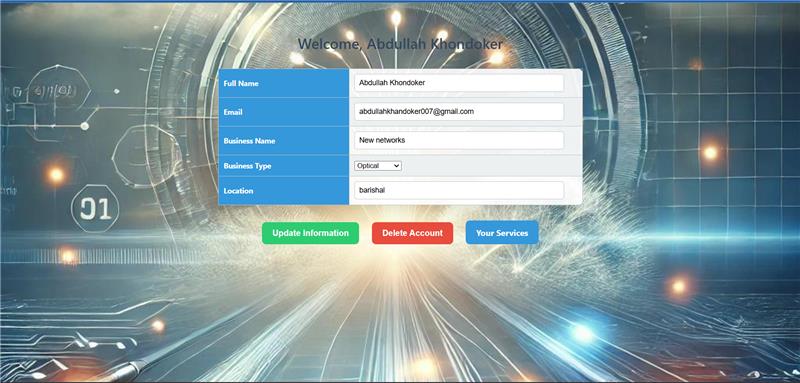 Welcome, Abdullah Khondoker
Full Name Abdullah Khondoker
Email abdullahkhandoker007@gmail.com
Business Name New networks
Business Type Optical
Location barishal
Update Information Delete Account Your Services
01